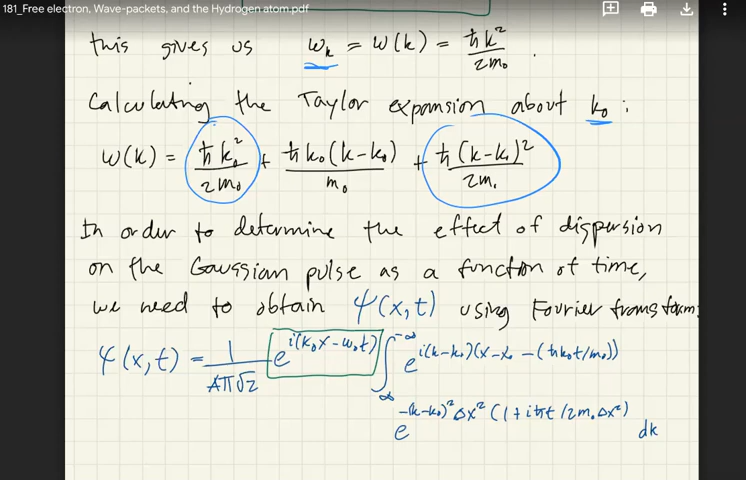 181_Free electron, Wave-packets, and the Hydrogen atom.pdf
this gives us ω_k = ω(k) = ħk²/2m₀ .
Calculating the Taylor expansion about k₀ :
ω(k) = ħk₀²/2m₀ + ħk₀(k-k₀)/m₀ + ħ(k-k₀)²/2m₀
In order to determine the effect of dispersion
on the Gaussian pulse as a function of time,
we need to obtain ψ(x,t) using Fourier transform:
ψ(x,t) = 1/(4π√2) e^{i(k₀x-ω₀t)} ∫_{∞}^{-∞} e^{i(k-k₀)(x-x₀-(ħk₀t/m₀))}
e^{-(k-k₀)²Δx²(1+iħt/2m₀Δx²)} dk